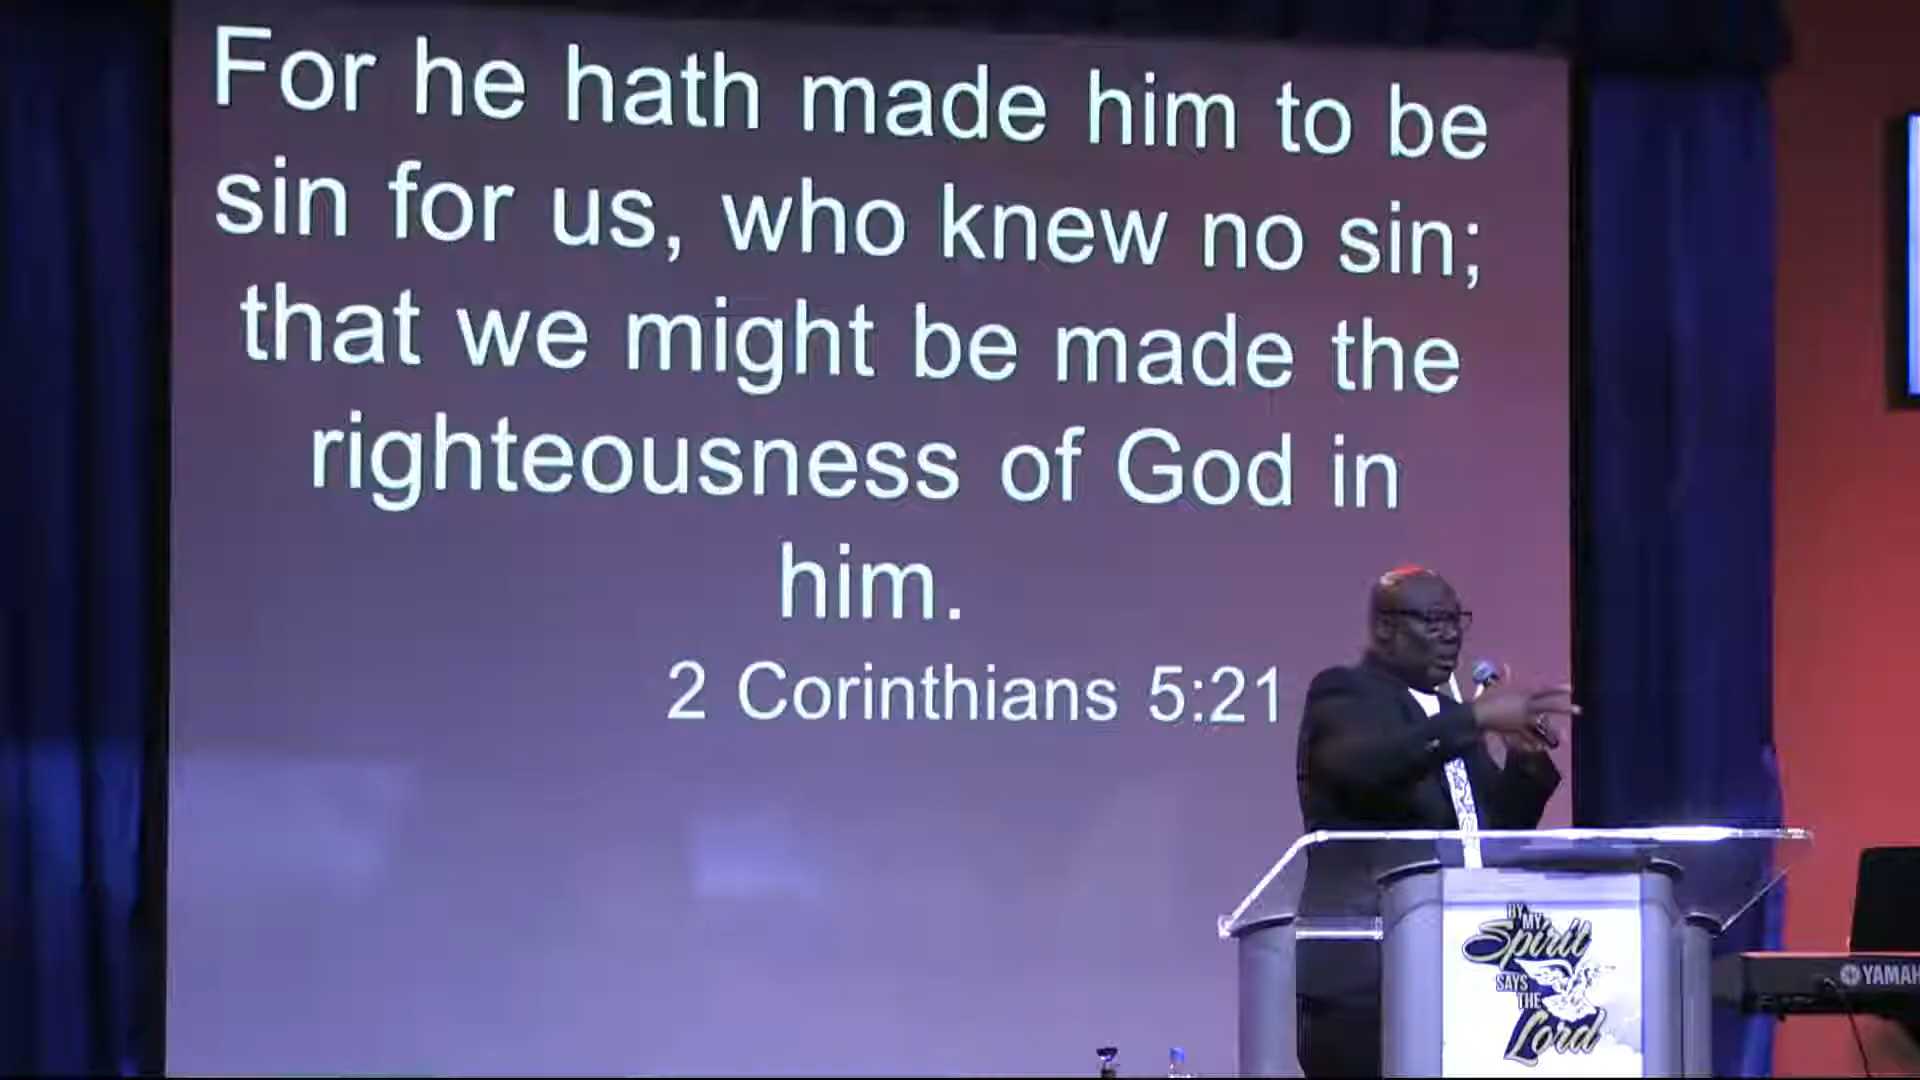 For he hath made him to be
sin for us, who knew no sin;
that we might be made the
righteousness of God in
him.
2 Corinthians 5:21
BY
MY
Spirit
SAYS
THE
Lord
YAMAH